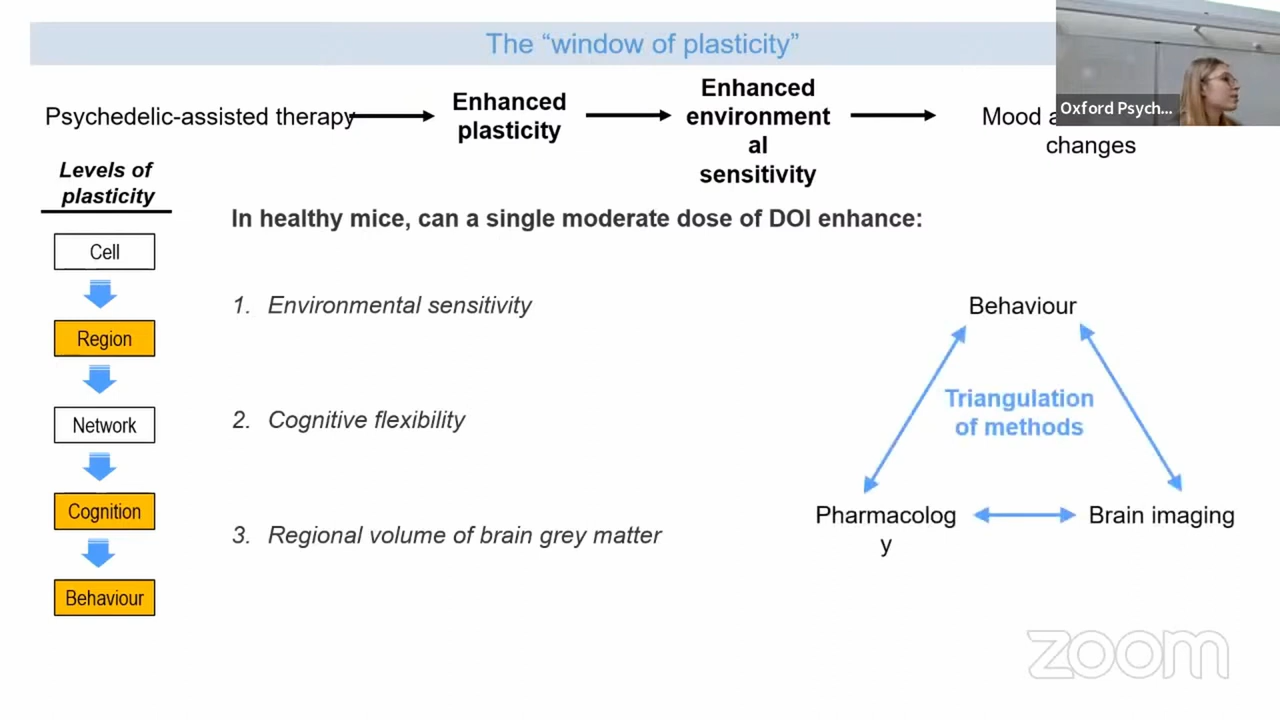 The “window of plasticity”
Psychedelic-assisted therapy
Enhanced
plasticity
Enhanced
environment
al
sensitivity
Mood
changes
Oxford Psych...
Levels of
plasticity
Cell
Region
Network
Cognition
Behaviour
In healthy mice, can a single moderate dose of DOI enhance:
1. Environmental sensitivity
2. Cognitive flexibility
3. Regional volume of brain grey matter
Behaviour
Triangulation
of methods
Pharmacolog
y
Brain imaging
zoom